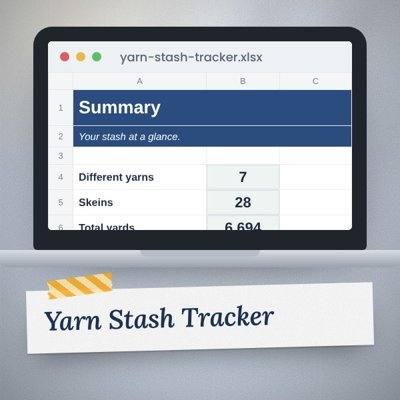 yarn-stash-tracker.xlsx
A B C
1 Summary
2 Your stash at a glance.
3
4 Different yarns 7
5 Skeins 28
6 Total yards 6,694
Yarn Stash Tracker